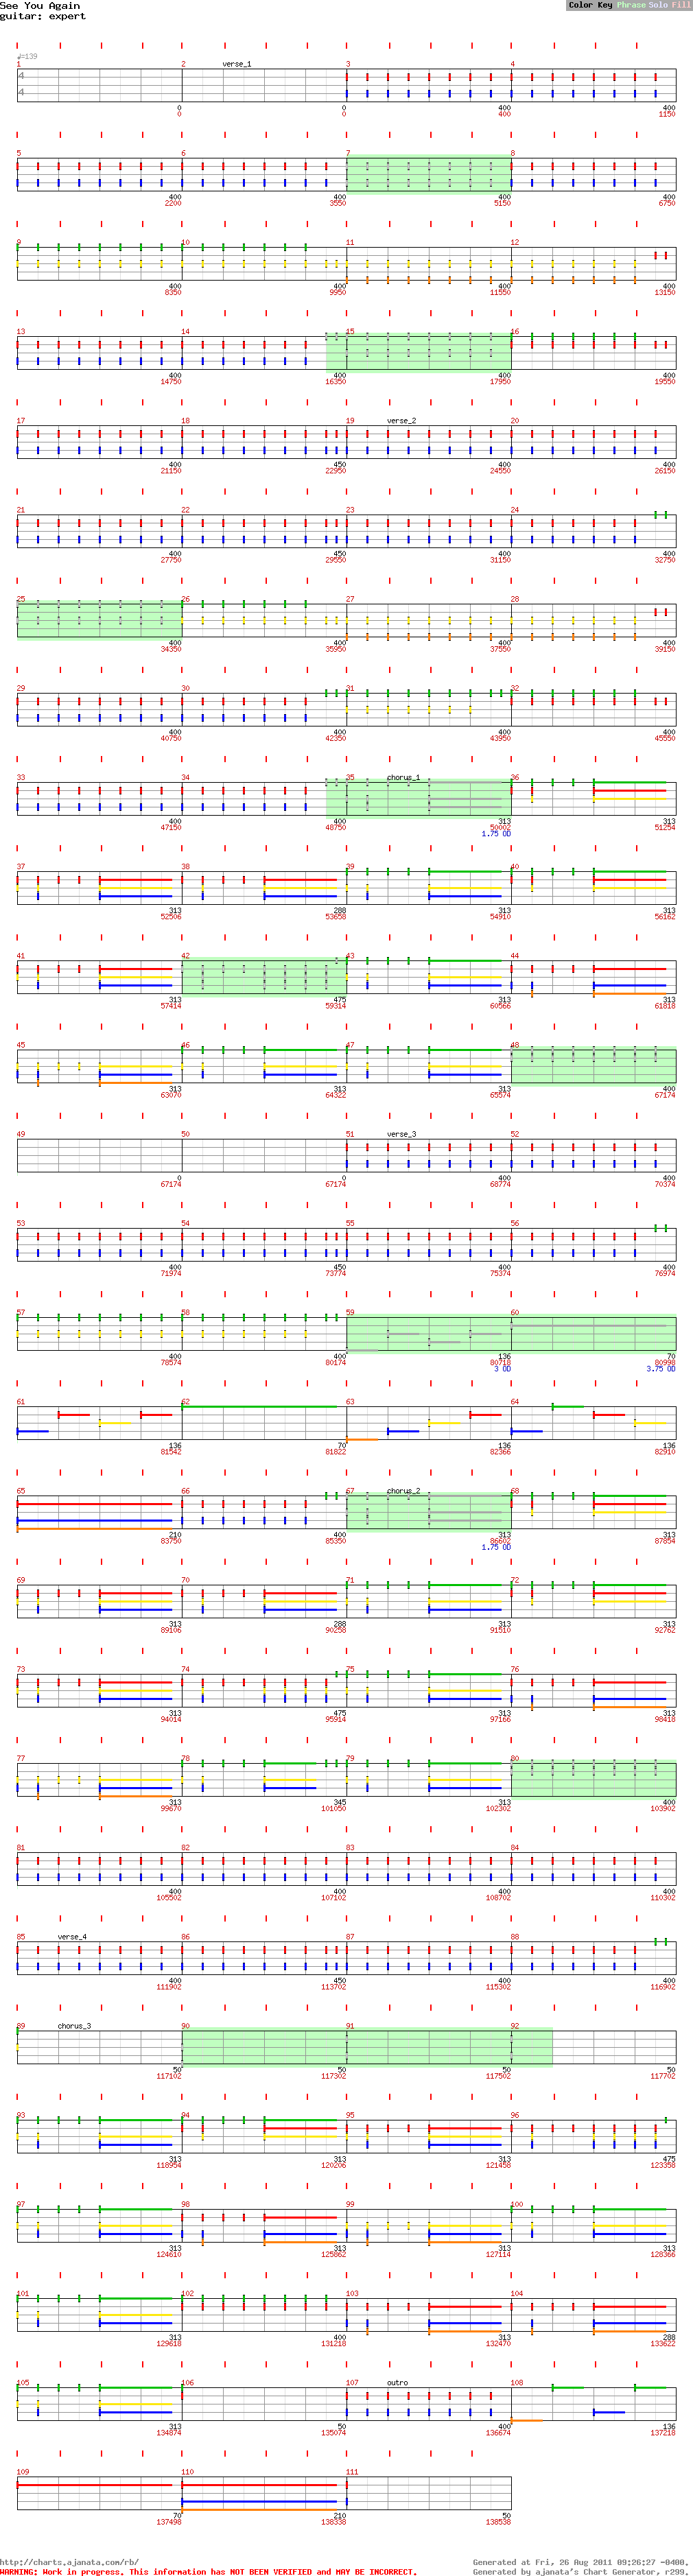 See You Again
guitar: expert
Color Key Phrase Solo Fill
♩=139
1 2 verse_1 3 4
4
4
0 0 400 400
0 0 400 1150
5 6 7 8
400 400 400 400
2200 3550 5150 6750
9 10 11 12
400 400 400 400
8350 9950 11550 13150
13 14 15 16
400 400 400 400
14750 16350 17950 19550
17 18 19 verse_2 20
400 450 400 400
21150 22950 24550 26150
21 22 23 24
400 450 400 400
27750 29550 31150 32750
25 26 27 28
400 400 400 400
34350 35950 37550 39150
29 30 31 32
400 400 400 400
40750 42350 43950 45550
33 34 35 chorus_1 36
400 400 313 313
47150 48750 50002 51254
1.75 OD
37 38 39 40
313 288 313 313
52506 53658 54910 56162
41 42 43 44
313 475 313 313
57414 59314 60566 61818
45 46 47 48
313 313 313 400
63070 64322 65574 67174
49 50 51 verse_3 52
0 0 400 400
67174 67174 68774 70374
53 54 55 56
400 450 400 400
71974 73774 75374 76974
57 58 59 60
400 400 136 70
78574 80174 80718 80998
3 OD 3.75 OD
61 62 63 64
136 70 136 136
81542 81822 82366 82910
65 66 67 chorus_2 68
210 400 313 313
83750 85350 86602 87854
1.75 OD
69 70 71 72
313 288 313 313
89106 90258 91510 92762
73 74 75 76
313 475 313 313
94014 95914 97166 98418
77 78 79 80
313 345 313 400
99670 101050 102302 103902
81 82 83 84
400 400 400 400
105502 107102 108702 110302
85 verse_4 86 87 88
400 450 400 400
111902 113702 115302 116902
89 chorus_3 90 91 92
50 50 50 50
117102 117302 117502 117702
93 94 95 96
313 313 313 475
118954 120206 121458 123358
97 98 99 100
313 313 313 313
124610 125862 127114 128366
101 102 103 104
313 400 313 288
129618 131218 132470 133622
105 106 107 outro 108
313 50 400 136
134874 135074 136674 137218
109 110 111
70 210 50
137498 138338 138538
http://charts.ajanata.com/rb/ Generated at Fri, 26 Aug 2011 09:26:27 -0400.
WARNING: Work in progress. This information has NOT BEEN VERIFIED and MAY BE INCORRECT. Generated by ajanata's Chart Generator, r299.